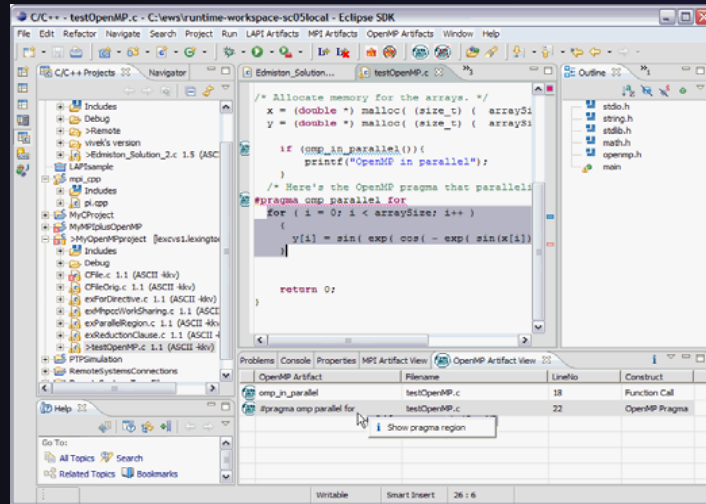 C/C++ - testOpenMP.c - C:\ews\runtime-workspace-sc05local - Eclipse SDK
File Edit Refactor Navigate Search Project Run LAPI Artifacts MPI Artifacts OpenMP Artifacts Window Help
C/C++ Projects Navigator
Includes
Debug
>Remote
vivek's version
>Edmiston_Solution_2.c 1.5 (ASC
LAPIsample
mpi_cpp
Includes
pi.cpp
MyCProject
MyMPIplusOpenMP
>MyOpenMPproject [lexcvs1.lexington
Includes
Debug
CFile.c 1.1 (ASCII -kkv)
CFileOrig.c 1.1 (ASCII -kkv)
exForDirective.c 1.1 (ASCII -kkv)
exMhpccWorkSharing.c 1.1 (ASCII
exParallelRegion.c 1.1 (ASCII -kkv
exReductionClause.c 1.1 (ASCII -k
>testOpenMP.c 1.1 (ASCII -kkv)
PTPSimulation
RemoteSystemsConnections
Help
Go To:
All Topics Search
Related Topics Bookmarks
Edmiston_Solution... testOpenMP.c
/* Allocate memory for the arrays. */
x = (double *) malloc( (size_t) ( arraySi
y = (double *) malloc( (size_t) ( arraySi
if (omp_in_parallel()){
printf("OpenMP in parallel");
}
/* Here's the OpenMP pragma that paralleli
#pragma omp parallel for
for ( i = 0; i < arraySize; i++ )
{
y[i] = sin( exp( cos( - exp( sin(x[i])
}
return 0;
}
Outline
stdio.h
string.h
stdlib.h
math.h
openmp.h
main
Problems Console Properties MPI Artifact View OpenMP Artifact View
OpenMP Artifact Filename LineNo Construct
omp_in_parallel testOpenMP.c 18 Function Call
#pragma omp parallel for testOpenMP.c 22 OpenMP Pragma
Show pragma region
Writable Smart Insert 26 : 6